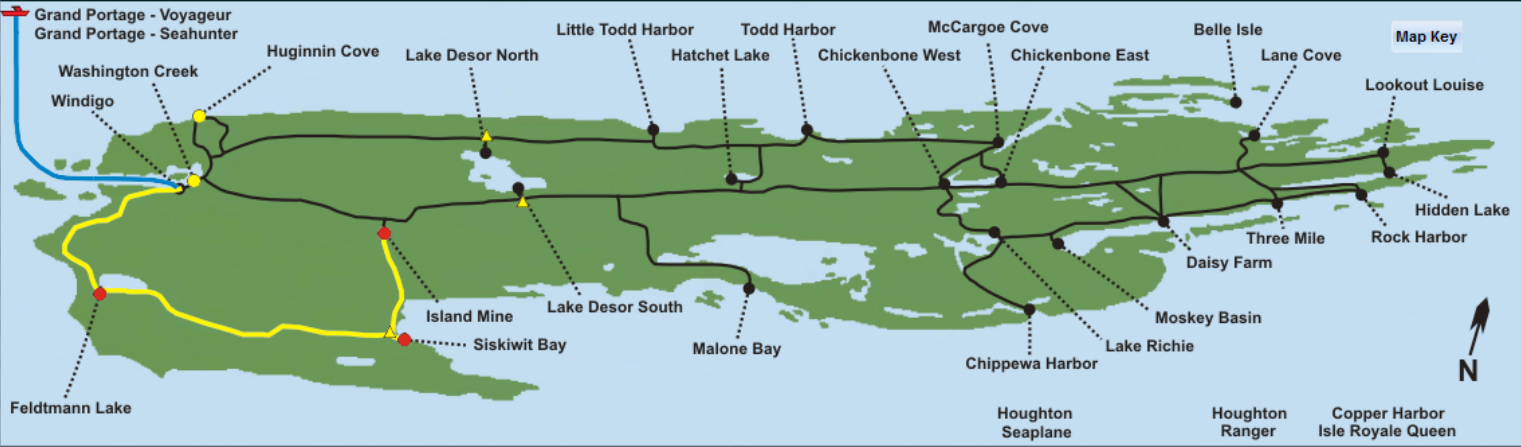 Grand Portage - Voyageur
Grand Portage - Seahunter
Huginnin Cove
Washington Creek
Windigo
Lake Desor North
Little Todd Harbor
Hatchet Lake
Todd Harbor
Chickenbone West
McCargoe Cove
Chickenbone East
Belle Isle
Lane Cove
Map Key
Lookout Louise
Hidden Lake
Rock Harbor
Three Mile
Daisy Farm
Moskey Basin
Lake Richie
Chippewa Harbor
Malone Bay
Lake Desor South
Island Mine
Siskiwit Bay
Feldtmann Lake
N
Houghton
Seaplane
Houghton
Ranger
Copper Harbor
Isle Royale Queen